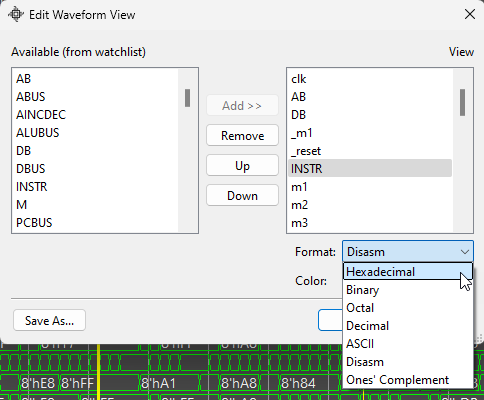 Edit Waveform View
Available (from watchlist)
View
AB
ABUS
AINCDEC
ALUBUS
DB
DBUS
INSTR
M
PCBUS
Add >>
Remove
Up
Down
clk
AB
DB
_m1
_reset
INSTR
m1
m2
m3
Format:
Disasm
Color:
Hexadecimal
Binary
Octal
Decimal
ASCII
Disasm
Ones' Complement
Save As...
8'hE8
8'hFF
8'hA1
8'hA8
8'h84